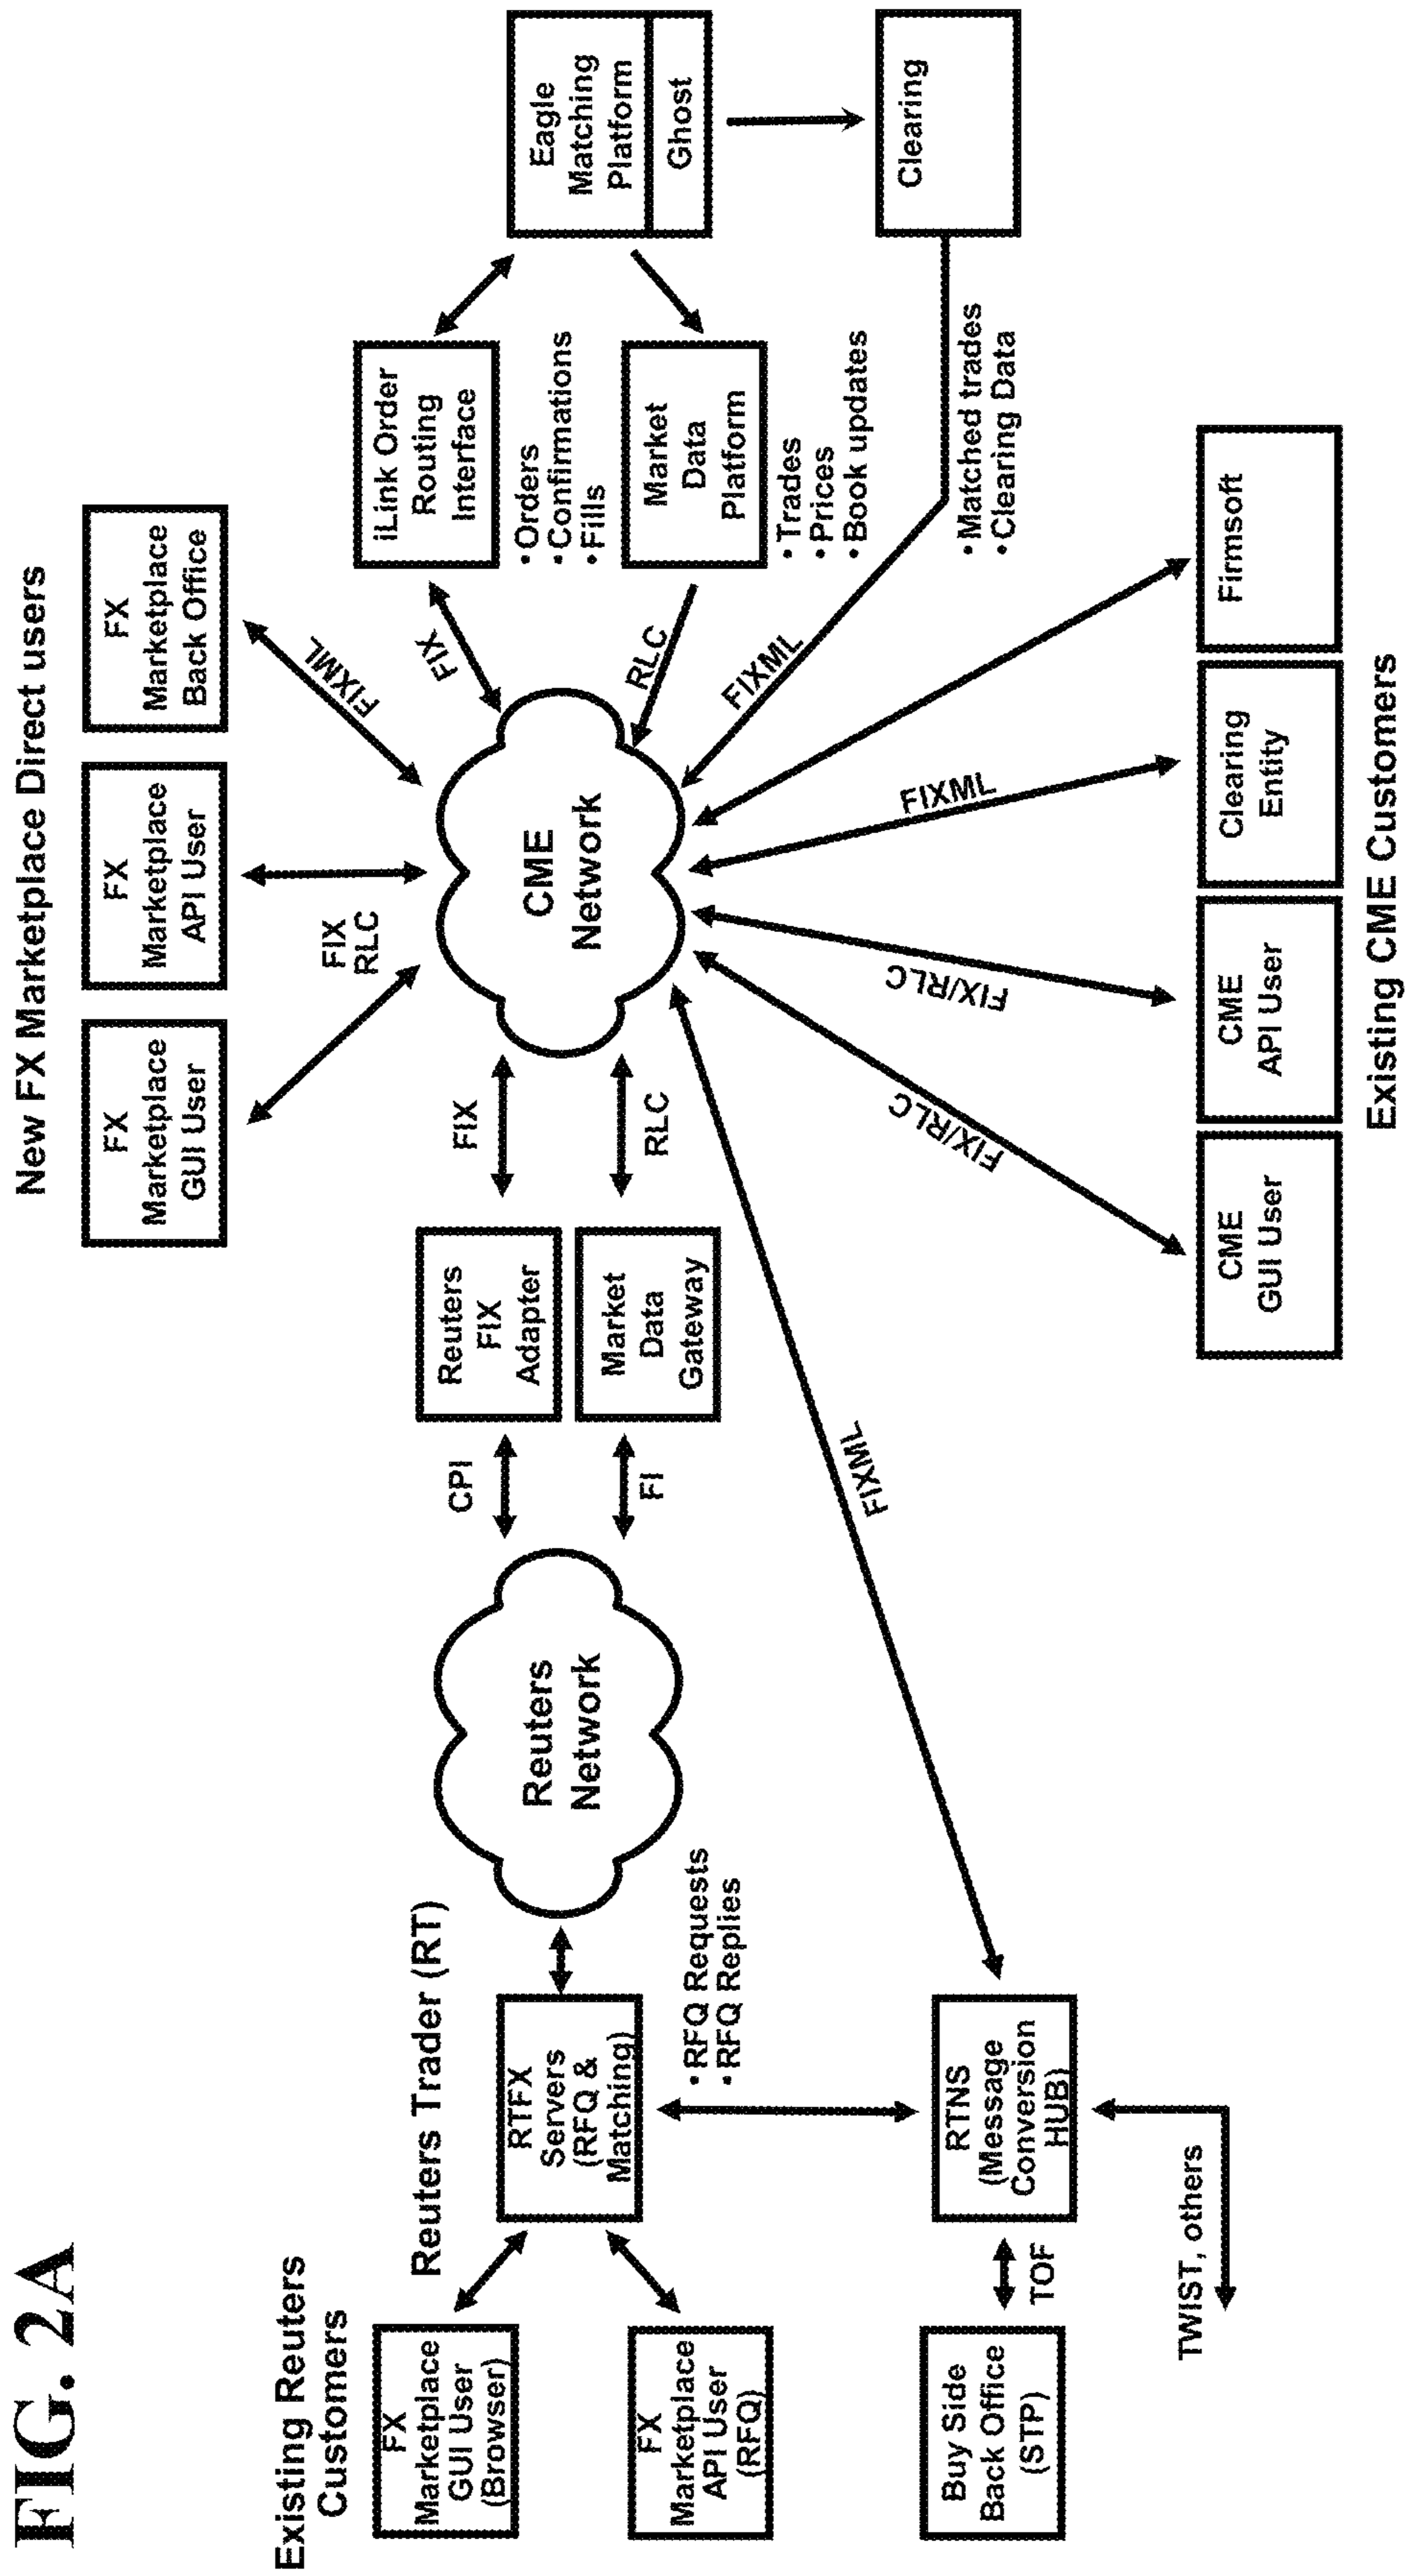 FIG. 2A
New FX Marketplace Direct users
FX
Marketplace
GUI User
FX
Marketplace
API User
FX
Marketplace
Back Office
FIX
RLC
FIXML
Existing Reuters
Customers
Reuters Trader (RT)
FX
Marketplace
GUI User
(Browser)
FX
Marketplace
API User
(RFQ)
RTFX
Servers
(RFQ &
Matching)
Reuters
Network
CPI
FI
Reuters
FIX
Adapter
Market
Data
Gateway
FIX
RLC
CME
Network
FIX
RLC
FIXML
iLink Order
Routing
Interface
•Orders
•Confirmations
•Fills
Market
Data
Platform
•Trades
•Prices
•Book updates
Eagle
Matching
Platform
Ghost
Clearing
•Matched trades
•Clearing Data
•RFQ Requests
•RFQ Replies
Buy Side
Back Office
(STP)
TOF
RTNS
(Message
Conversion
HUB)
TWIST, others
FIXML
FIX/RLC
FIX/RLC
FIXML
CME
GUI User
CME
API User
Clearing
Entity
Firmsoft
Existing CME Customers